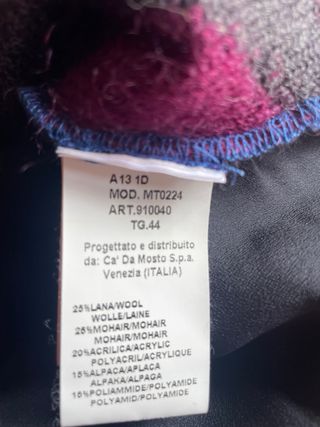 A13 1D
MOD. MT0224
ART.910040
TG.44
Progettato e distribuito
da: Ca' Da Mosto S.p.a.
Venezia (ITALIA)
25%LANA/WOOL
WOLLE/LAINE
25%MOHAIR/MOHAIR
MOHAIR/MOHAIR
20%ACRILICA/ACRYLIC
POLYACRIL/ACRYLIQUE
15%ALPACA/APLACA
ALPAKA/ALPAGA
15%POLIAMMIDE/POLYAMIDE
POLYAMID/POLYAMIDE